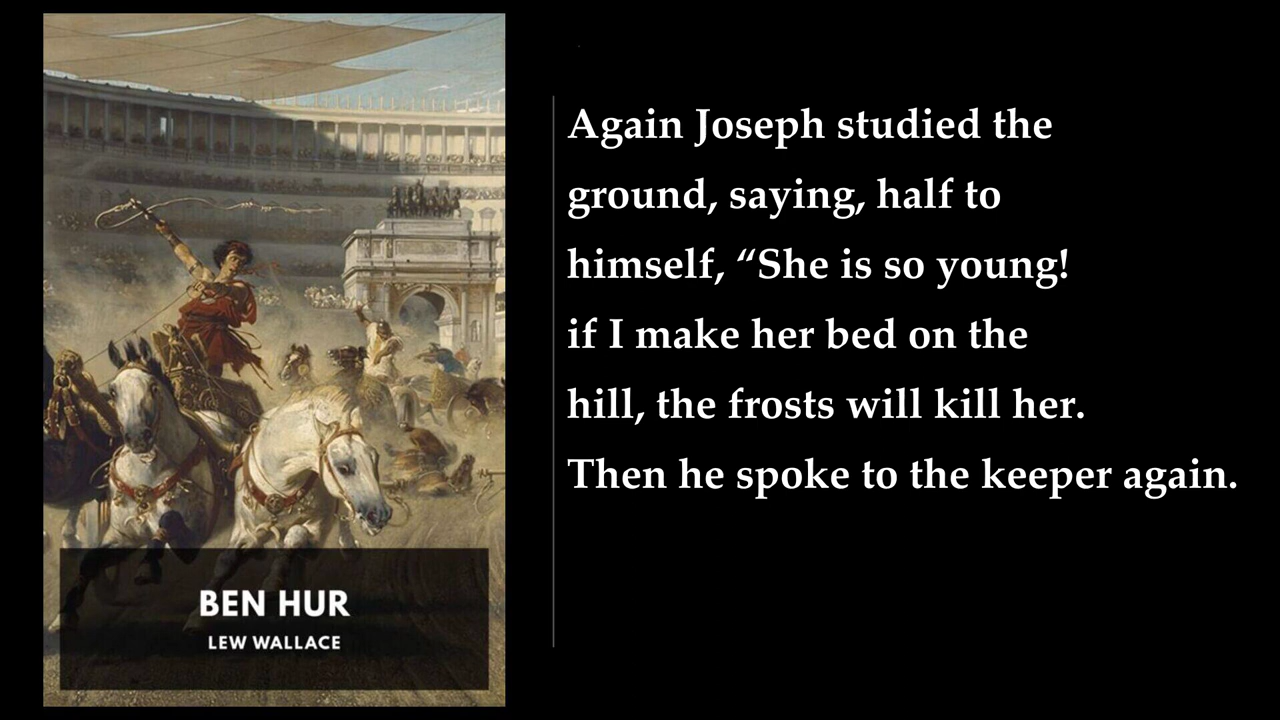 BEN HUR
LEW WALLACE
Again Joseph studied the
ground, saying, half to
himself, “She is so young!
if I make her bed on the
hill, the frosts will kill her.
Then he spoke to the keeper again.